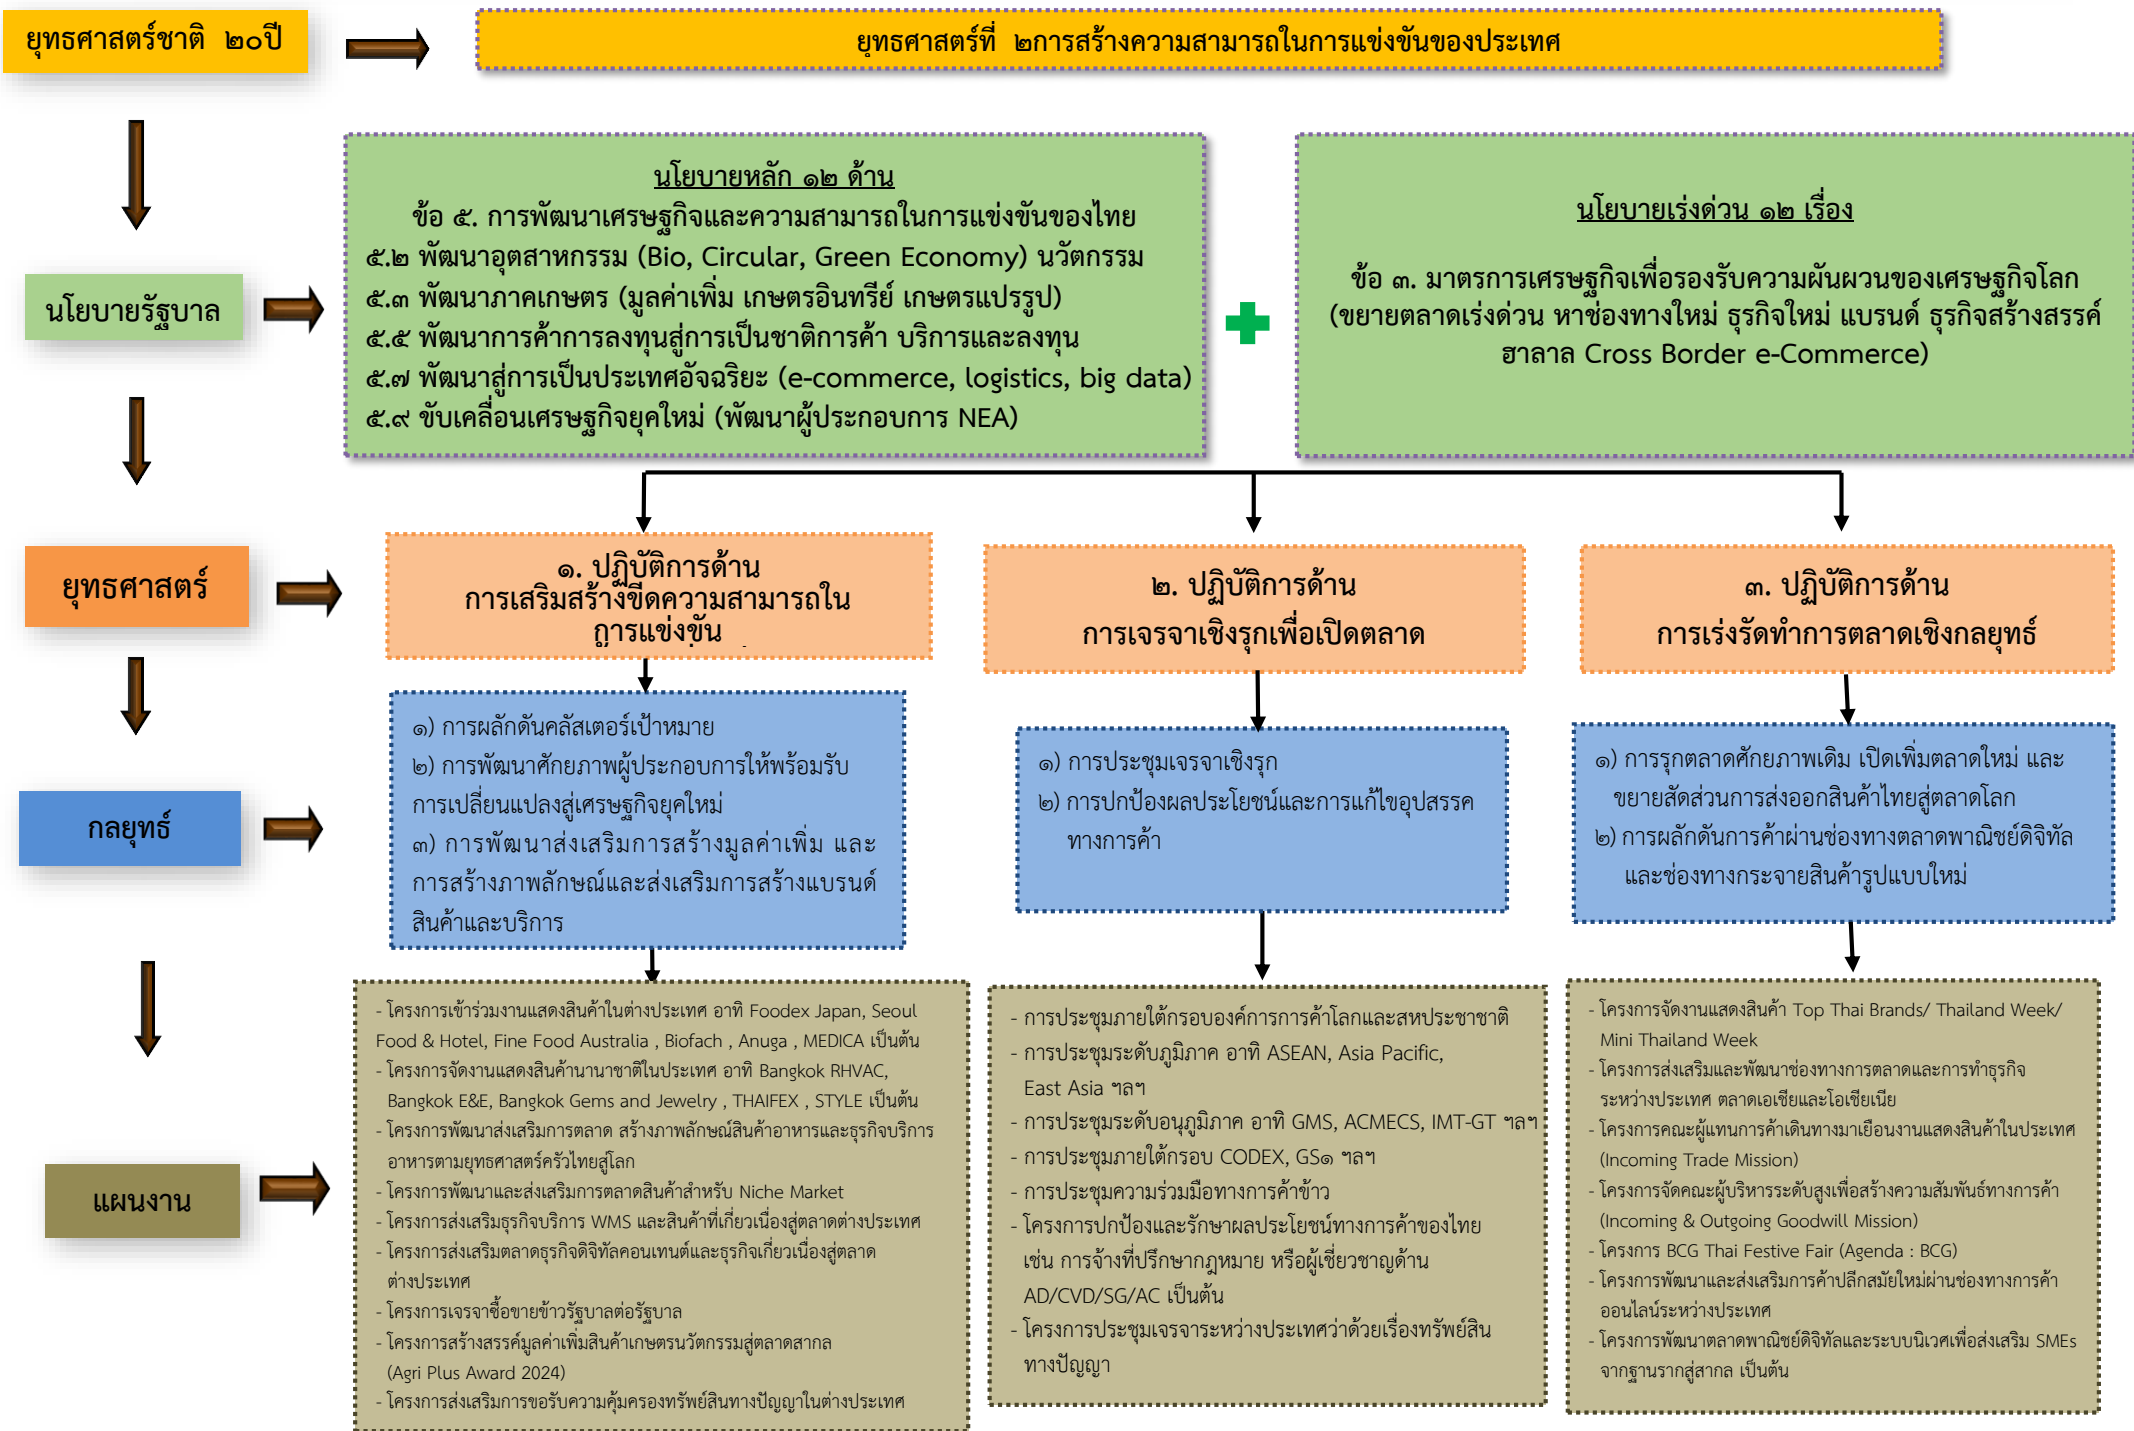 ยุทธศาสตร์ชาติ ๒๐ปี
ยุทธศาสตร์ที่ ๒การสร้างความสามารถในการแข่งขันของประเทศ
นโยบายรัฐบาล
นโยบายหลัก ๑๒ ด้าน
ข้อ ๕. การพัฒนาเศรษฐกิจและความสามารถในการแข่งขันของไทย
๕.๒ พัฒนาอุตสาหกรรม (Bio, Circular, Green Economy) นวัตกรรม
๕.๓ พัฒนาภาคเกษตร (มูลค่าเพิ่ม เกษตรอินทรีย์ เกษตรแปรรูป)
๕.๕ พัฒนาการค้าการลงทุนสู่การเป็นชาติการค้า บริการและลงทุน
๕.๗ พัฒนาสู่การเป็นประเทศอัจฉริยะ (e-commerce, logistics, big data)
๕.๙ ขับเคลื่อนเศรษฐกิจยุคใหม่ (พัฒนาผู้ประกอบการ NEA)
นโยบายเร่งด่วน ๑๒ เรื่อง
ข้อ ๓. มาตรการเศรษฐกิจเพื่อรองรับความผันผวนของเศรษฐกิจโลก
(ขยายตลาดเร่งด่วน หาช่องทางใหม่ ธุรกิจใหม่ แบรนด์ ธุรกิจสร้างสรรค์
ฮาลาล Cross Border e-Commerce)
ยุทธศาสตร์
๑. ปฏิบัติการด้าน
การเสริมสร้างขีดความสามารถใน
การแข่งขัน
๒. ปฏิบัติการด้าน
การเจรจาเชิงรุกเพื่อเปิดตลาด
๓. ปฏิบัติการด้าน
การเร่งรัดทำการตลาดเชิงกลยุทธ์
กลยุทธ์
๑) การผลักดันคลัสเตอร์เป้าหมาย
๒) การพัฒนาศักยภาพผู้ประกอบการให้พร้อมรับ
การเปลี่ยนแปลงสู่เศรษฐกิจยุคใหม่
๓) การพัฒนาส่งเสริมการสร้างมูลค่าเพิ่ม และ
การสร้างภาพลักษณ์และส่งเสริมการสร้างแบรนด์
สินค้าและบริการ
๑) การประชุมเจรจาเชิงรุก
๒) การปกป้องผลประโยชน์และการแก้ไขอุปสรรค
ทางการค้า
๑) การรุกตลาดศักยภาพเดิม เปิดเพิ่มตลาดใหม่ และ
ขยายสัดส่วนการส่งออกสินค้าไทยสู่ตลาดโลก
๒) การผลักดันการค้าผ่านช่องทางตลาดพาณิชย์ดิจิทัล
และช่องทางกระจายสินค้ารูปแบบใหม่
แผนงาน
- โครงการเข้าร่วมงานแสดงสินค้าในต่างประเทศ อาทิ Foodex Japan, Seoul
Food & Hotel, Fine Food Australia , Biofach , Anuga , MEDICA เป็นต้น
- โครงการจัดงานแสดงสินค้านานาชาติในประเทศ อาทิ Bangkok RHVAC,
Bangkok E&E, Bangkok Gems and Jewelry , THAIFEX , STYLE เป็นต้น
- โครงการพัฒนาส่งเสริมการตลาด สร้างภาพลักษณ์สินค้าอาหารและธุรกิจบริการ
อาหารตามยุทธศาสตร์ครัวไทยสู่โลก
- โครงการพัฒนาและส่งเสริมการตลาดสินค้าสำหรับ Niche Market
- โครงการส่งเสริมธุรกิจบริการ WMS และสินค้าที่เกี่ยวเนื่องสู่ตลาดต่างประเทศ
- โครงการส่งเสริมตลาดธุรกิจดิจิทัลคอนเทนต์และธุรกิจเกี่ยวเนื่องสู่ตลาด
ต่างประเทศ
- โครงการเจรจาซื้อขายข้าวรัฐบาลต่อรัฐบาล
- โครงการสร้างสรรค์มูลค่าเพิ่มสินค้าเกษตรนวัตกรรมสู่ตลาดสากล
(Agri Plus Award 2024)
- โครงการส่งเสริมการขอรับความคุ้มครองทรัพย์สินทางปัญญาในต่างประเทศ
- การประชุมภายใต้กรอบองค์การการค้าโลกและสหประชาชาติ
- การประชุมระดับภูมิภาค อาทิ ASEAN, Asia Pacific,
East Asia ฯลฯ
- การประชุมระดับอนุภูมิภาค อาทิ GMS, ACMECS, IMT-GT ฯลฯ
- การประชุมภายใต้กรอบ CODEX, GS๑ ฯลฯ
- การประชุมความร่วมมือทางการค้าข้าว
- โครงการปกป้องและรักษาผลประโยชน์ทางการค้าของไทย
เช่น การจ้างที่ปรึกษากฎหมาย หรือผู้เชี่ยวชาญด้าน
AD/CVD/SG/AC เป็นต้น
- โครงการประชุมเจรจาระหว่างประเทศว่าด้วยเรื่องทรัพย์สิน
ทางปัญญา
- โครงการจัดงานแสดงสินค้า Top Thai Brands/ Thailand Week/
Mini Thailand Week
- โครงการส่งเสริมและพัฒนาช่องทางการตลาดและการทำธุรกิจ
ระหว่างประเทศ ตลาดเอเชียและโอเชียเนีย
- โครงการคณะผู้แทนการค้าเดินทางมาเยือนงานแสดงสินค้าในประเทศ
(Incoming Trade Mission)
- โครงการจัดคณะผู้บริหารระดับสูงเพื่อสร้างความสัมพันธ์ทางการค้า
(Incoming & Outgoing Goodwill Mission)
- โครงการ BCG Thai Festive Fair (Agenda : BCG)
- โครงการพัฒนาและส่งเสริมการค้าปลีกสมัยใหม่ผ่านช่องทางการค้า
ออนไลน์ระหว่างประเทศ
- โครงการพัฒนาตลาดพาณิชย์ดิจิทัลและระบบนิเวศเพื่อส่งเสริม SMEs
จากฐานรากสู่สากล เป็นต้น